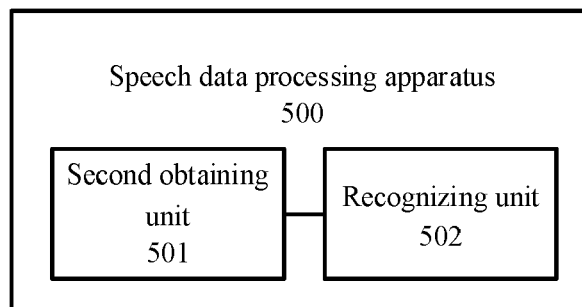 Speech data processing apparatus
500
Second obtaining
unit
501
Recognizing unit
502